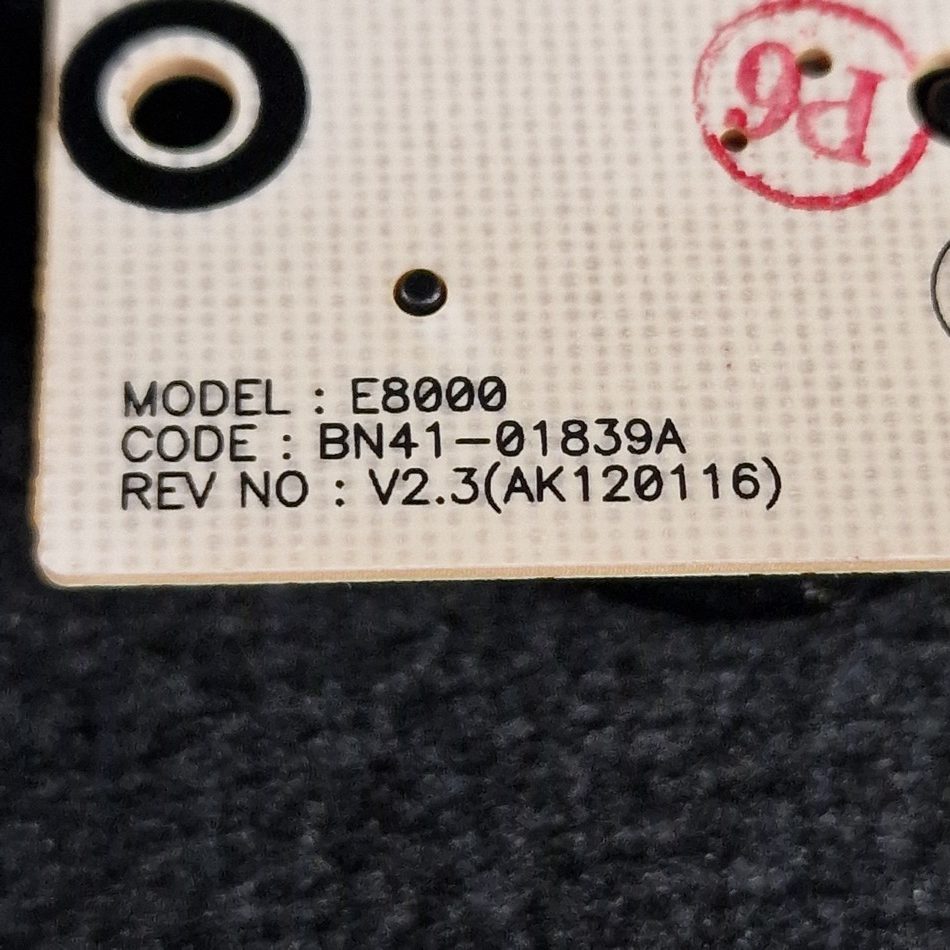 P6
MODEL : E8000
CODE : BN41-01839A
REV NO : V2.3(AK120116)